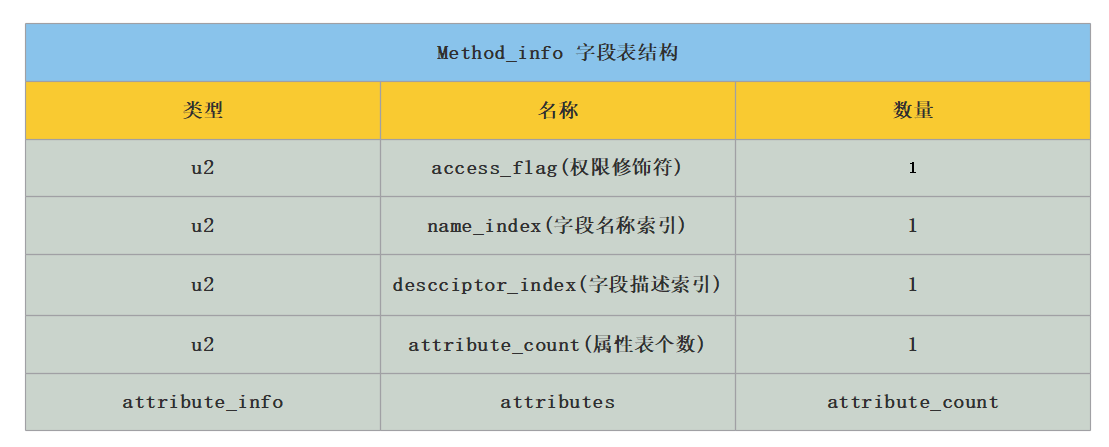 Method_info 字段表结构
类型 名称 数量
u2 access_flag(权限修饰符) 1
u2 name_index(字段名称索引) 1
u2 descciptor_index(字段描述索引) 1
u2 attribute_count(属性表个数) 1
attribute_info attributes attribute_count